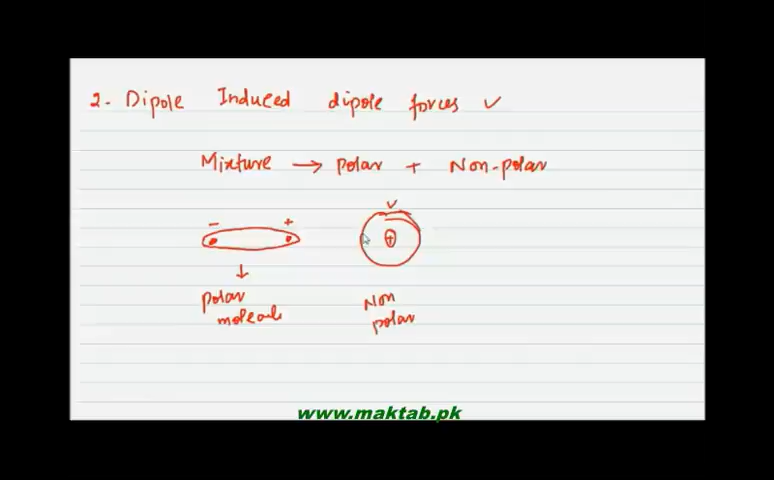 2. Dipole Induced dipole forces ✓
Mixture → polar + Non-polar
- + ✓
+
↓
polar
molecule
Non
polar
www.maktab.pk